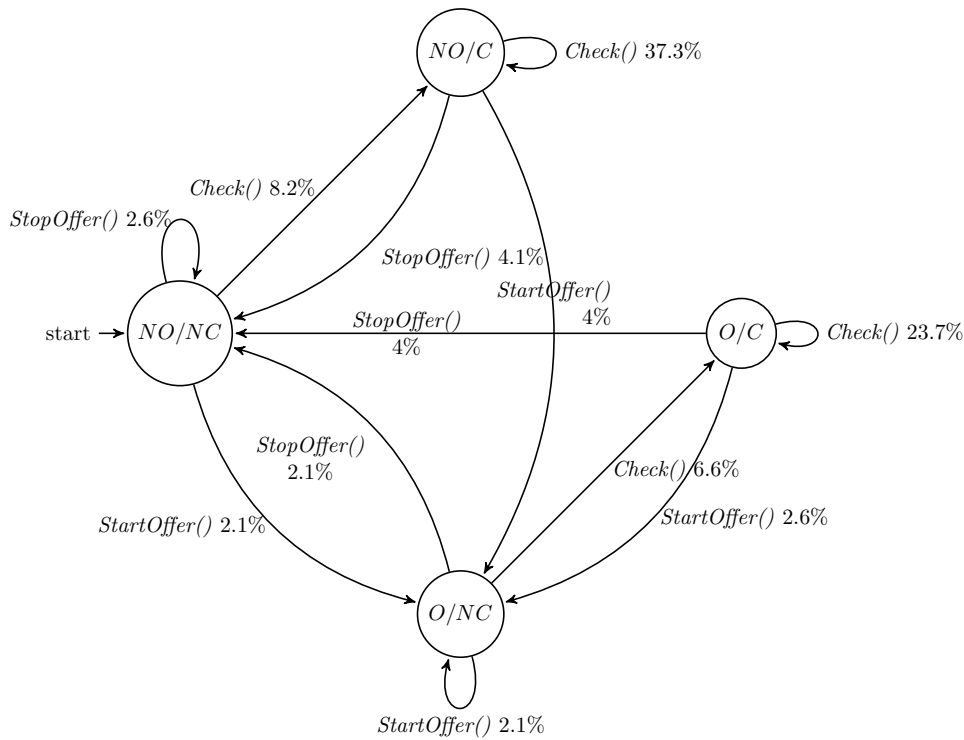 NO/C
Check() 37.3%
Check() 8.2%
StopOffer() 2.6%
StopOffer() 4.1%
StartOffer()
4%
start
NO/NC
StopOffer()
4%
O/C
Check() 23.7%
StopOffer()
2.1%
Check() 6.6%
StartOffer() 2.1%
StartOffer() 2.6%
O/NC
StartOffer() 2.1%